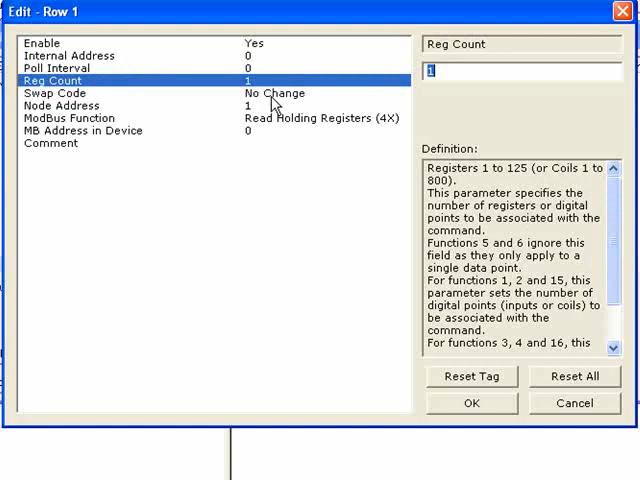 Edit - Row 1
Enable Yes
Internal Address 0
Poll Interval 0
Reg Count 1
Swap Code No Change
Node Address 1
ModBus Function Read Holding Registers (4X)
MB Address in Device 0
Comment
Reg Count
1
Definition:
Registers 1 to 125 (or Coils 1 to
800).
This parameter specifies the
number of registers or digital
points to be associated with the
command.
Functions 5 and 6 ignore this
field as they only apply to a
single data point.
For functions 1, 2 and 15, this
parameter sets the number of
digital points (inputs or coils) to
be associated with the
command.
For functions 3, 4 and 16, this
Reset Tag Reset All
OK Cancel